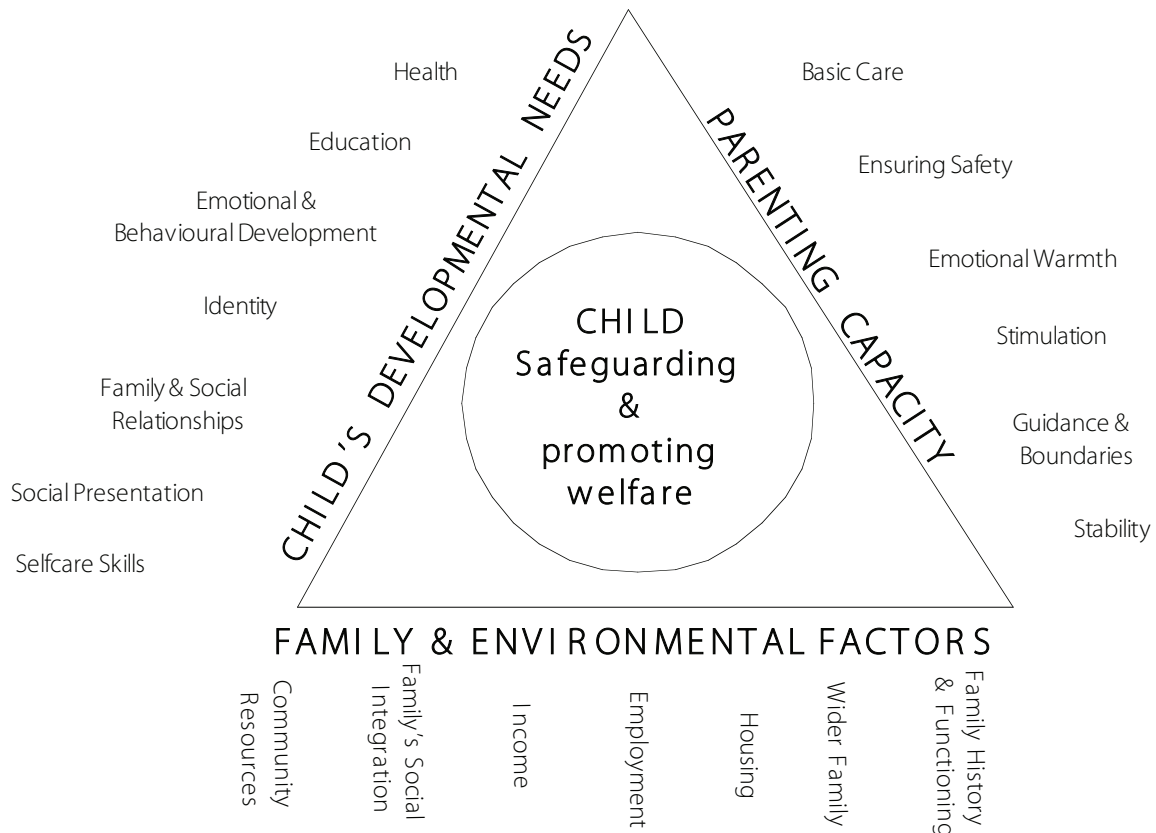 Health
Education
Emotional &
Behavioural Development
Identity
Family & Social
Relationships
Social Presentation
Selfcare Skills
CHILD'S DEVELOPMENTAL NEEDS
CHILD
Safeguarding
&
promoting
welfare
PARENTING CAPACITY
Basic Care
Ensuring Safety
Emotional Warmth
Stimulation
Guidance &
Boundaries
Stability
FAMILY & ENVIRONMENTAL FACTORS
Community
Resources
Family's Social
Integration
Income
Employment
Housing
Wider Family
Family History
& Functioning